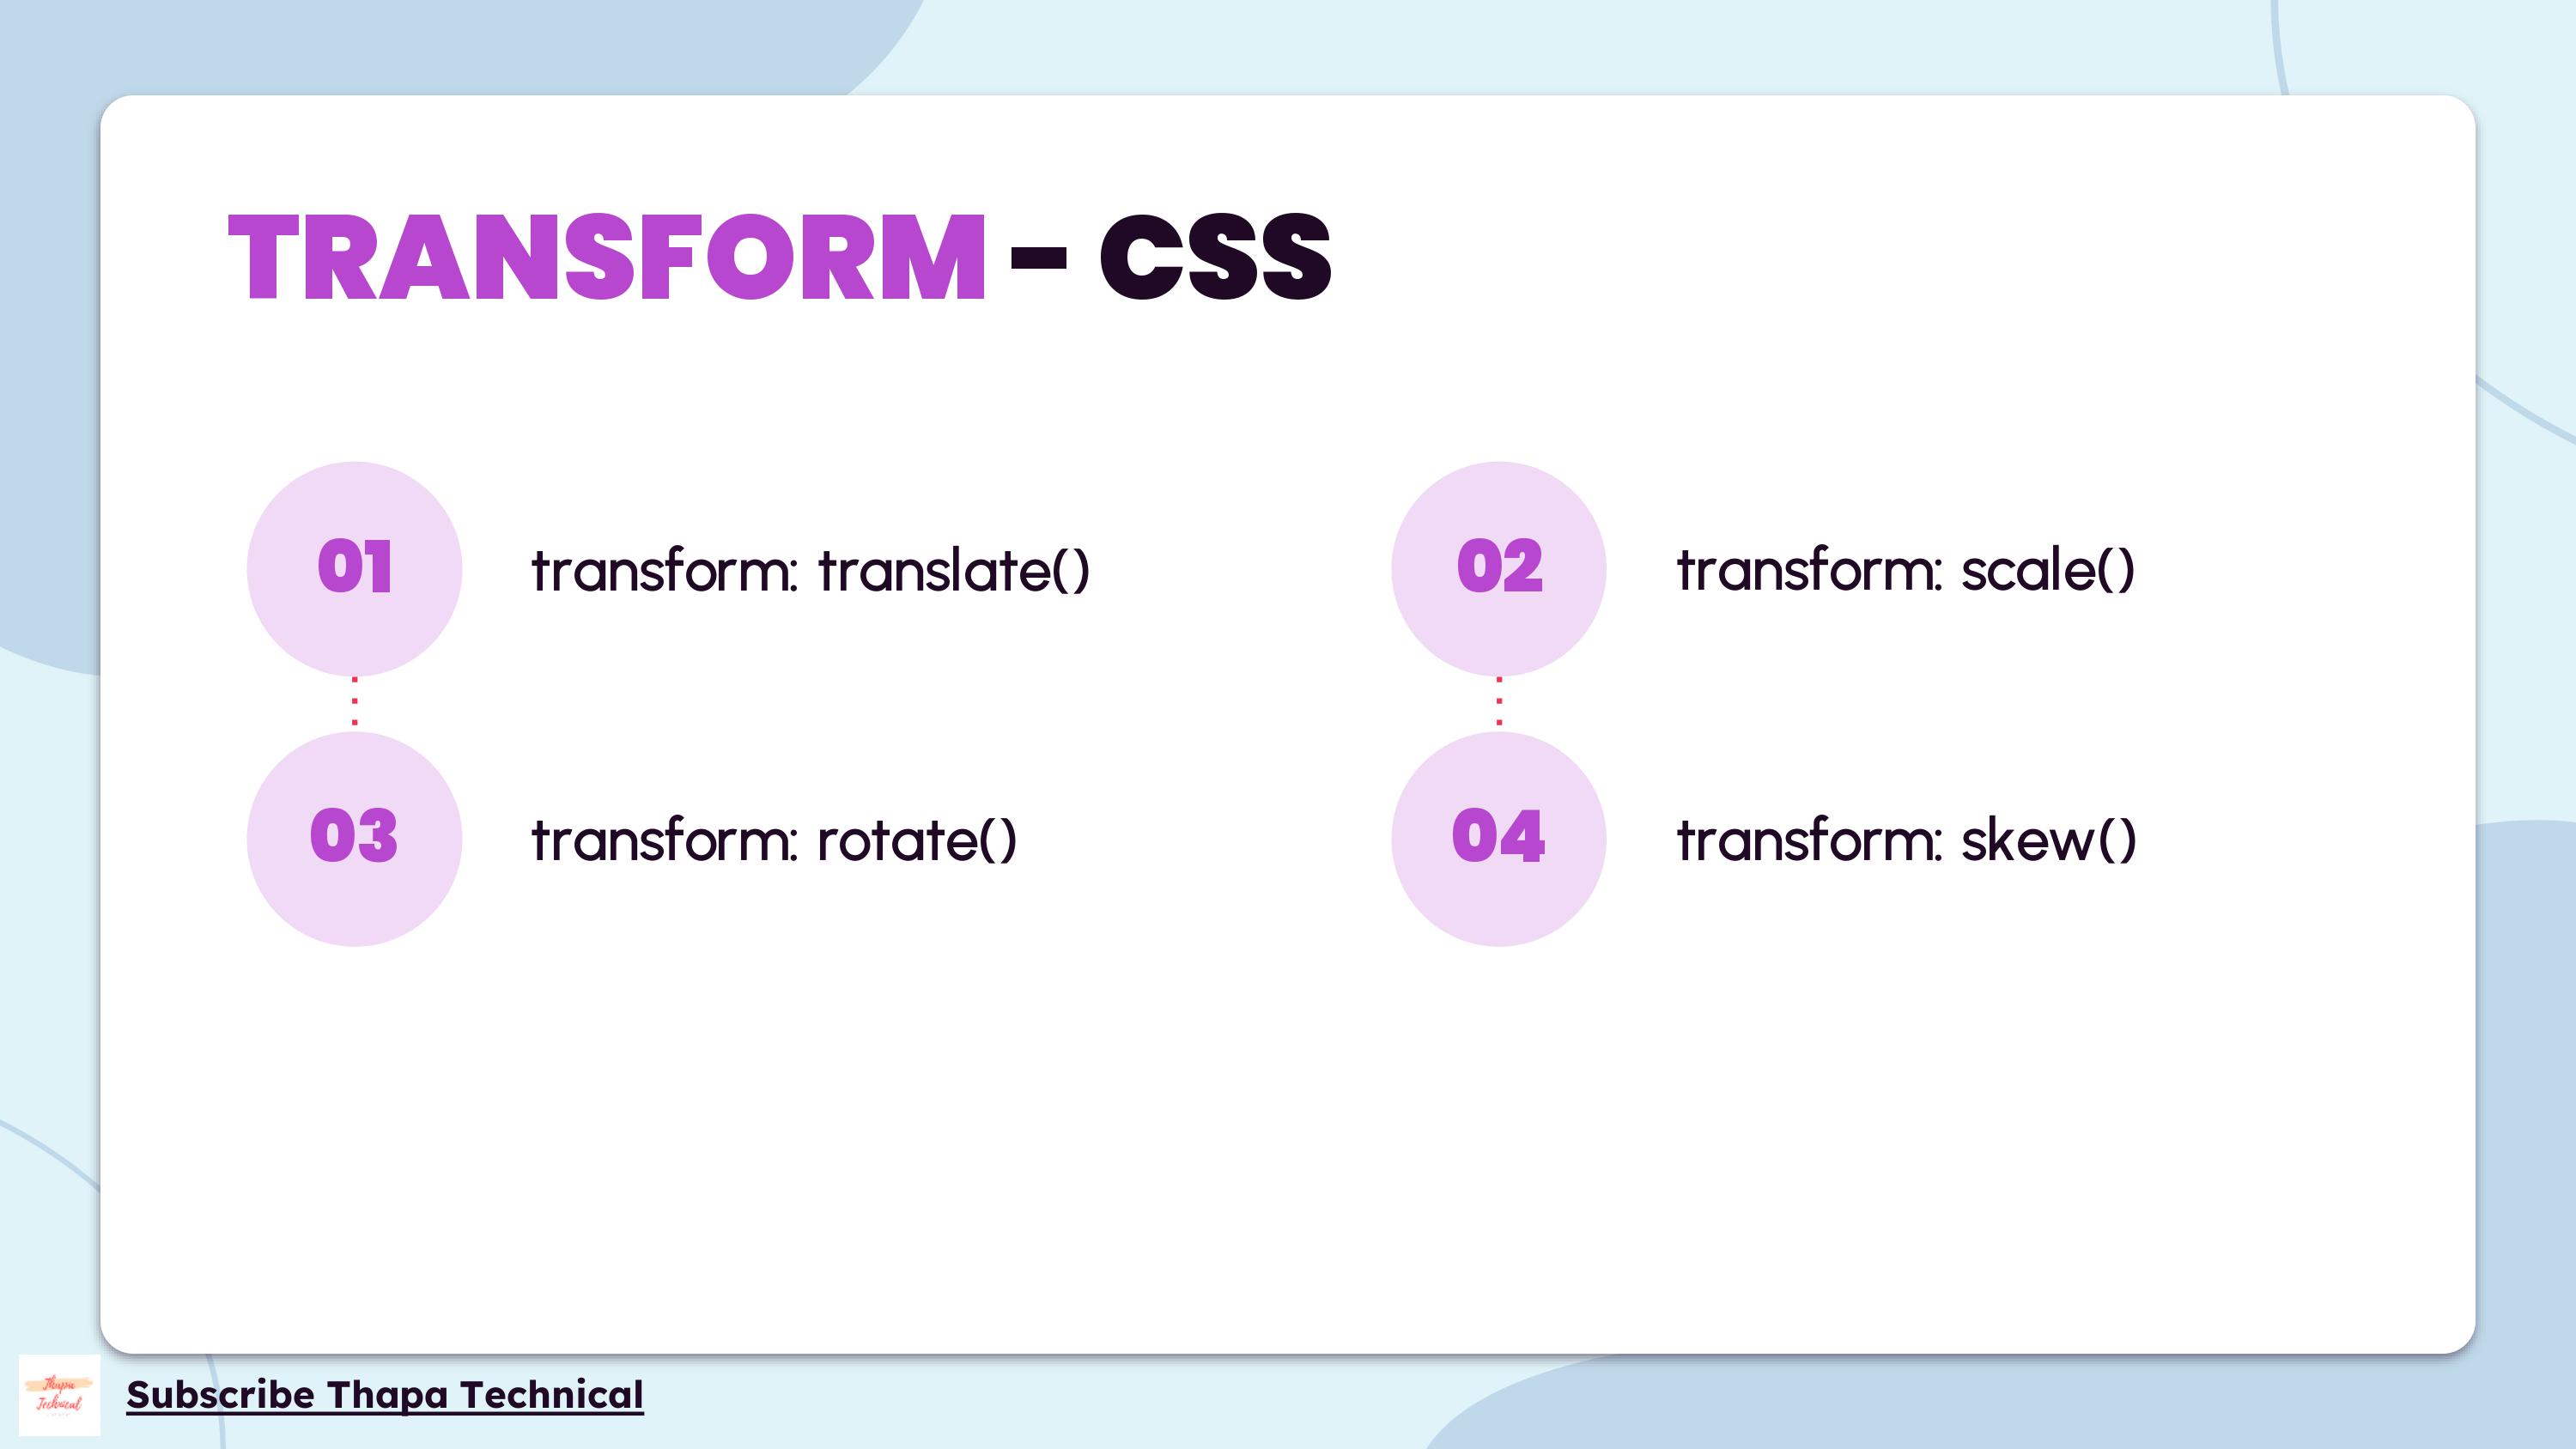 TRANSFORM - CSS
01
transform: translate()
02
transform: scale()
03
transform: rotate()
04
transform: skew()
Thapa
Technical
Subscribe Thapa Technical